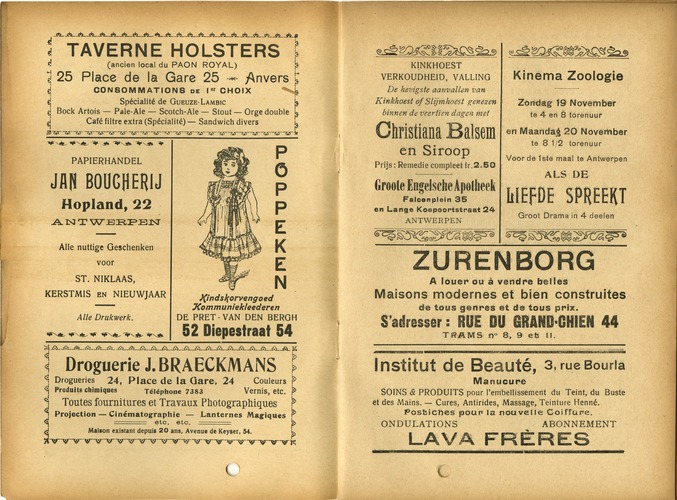 TAVERNE HOLSTERS
(ancien local du PAON ROYAL)
25 Place de la Gare 25 — Anvers
CONSOMMATIONS DE 1er CHOIX
Spécialité de GUEUZE-LAMBIC
Bock Artois — Pale-Ale — Scotch-Ale — Stout — Orge double
Café filtre extra (Spécialité) — Sandwich divers
PAPIERHANDEL
JAN BOUCHERIJ
Hopland, 22
ANTWERPEN
Alle nuttige Geschenken
voor
ST. NIKLAAS,
KERSTMIS EN NIEUWJAAR
Alle Drukwerk.
POPPEKEN
Kindskorvengoed
Kommuniekleederen
DE PRET-VAN DEN BERGH
52 Diepestraat 54
Droguerie J. BRAECKMANS
Drogueries 24, Place de la Gare, 24 Couleurs
Produits chimiques Téléphone 7383 Vernis, etc.
Toutes fournitures et Travaux Photographiques
Projection — Cinématographie — Lanternes Magiques
etc. etc.
Maison existant depuis 20 ans, Avenue de Keyser, 54.
KINKHOEST
VERKOUDHEID, VALLING
De hevigste aanvallen van
Kinkhoest of Slijmhoest genezen
binnen de veertien dagen met
Christiana Balsem
en Siroop
Prijs: Remedie compleet fr. 2.50
Groote Engelsche Apotheek
Falconplein 35
en Lange Koepoortstraat 24
ANTWERPEN
Kinema Zoologie
Zondag 19 November
te 4 en 8 torenuur
en Maandag 20 November
te 8 1/2 torenuur
Voor de 1ste maal te Antwerpen
ALS DE
LIEFDE SPREEKT
Groot Drama in 4 deelen
ZURENBORG
A louer ou à vendre belles
Maisons modernes et bien construites
de tous genres et de tous prix.
S'adresser : RUE DU GRAND-CHIEN 44
TRAMS nos 8, 9 et 11.
Institut de Beauté, 3, rue Bourla
Manucure
SOINS & PRODUITS pour l'embellissement du Teint, du Buste
et des Mains. — Cures, Antirides, Massage, Teinture Henné.
Postiches pour la nouvelle Coiffure.
ONDULATIONS ABONNEMENT
LAVA FRÈRES